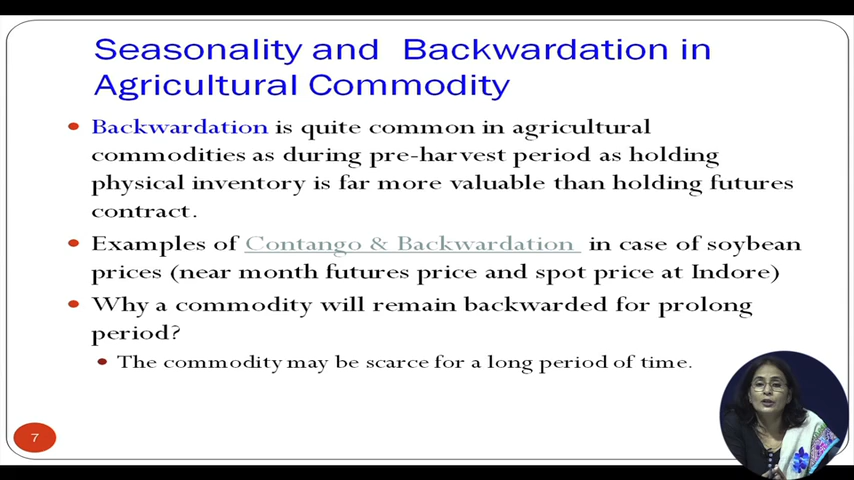 Seasonality and Backwardation in
Agricultural Commodity
Backwardation is quite common in agricultural
commodities as during pre-harvest period as holding
physical inventory is far more valuable than holding futures
contract.
Examples of Contango & Backwardation in case of soybean
prices (near month futures price and spot price at Indore)
Why a commodity will remain backwarded for prolong
period?
The commodity may be scarce for a long period of time.
7